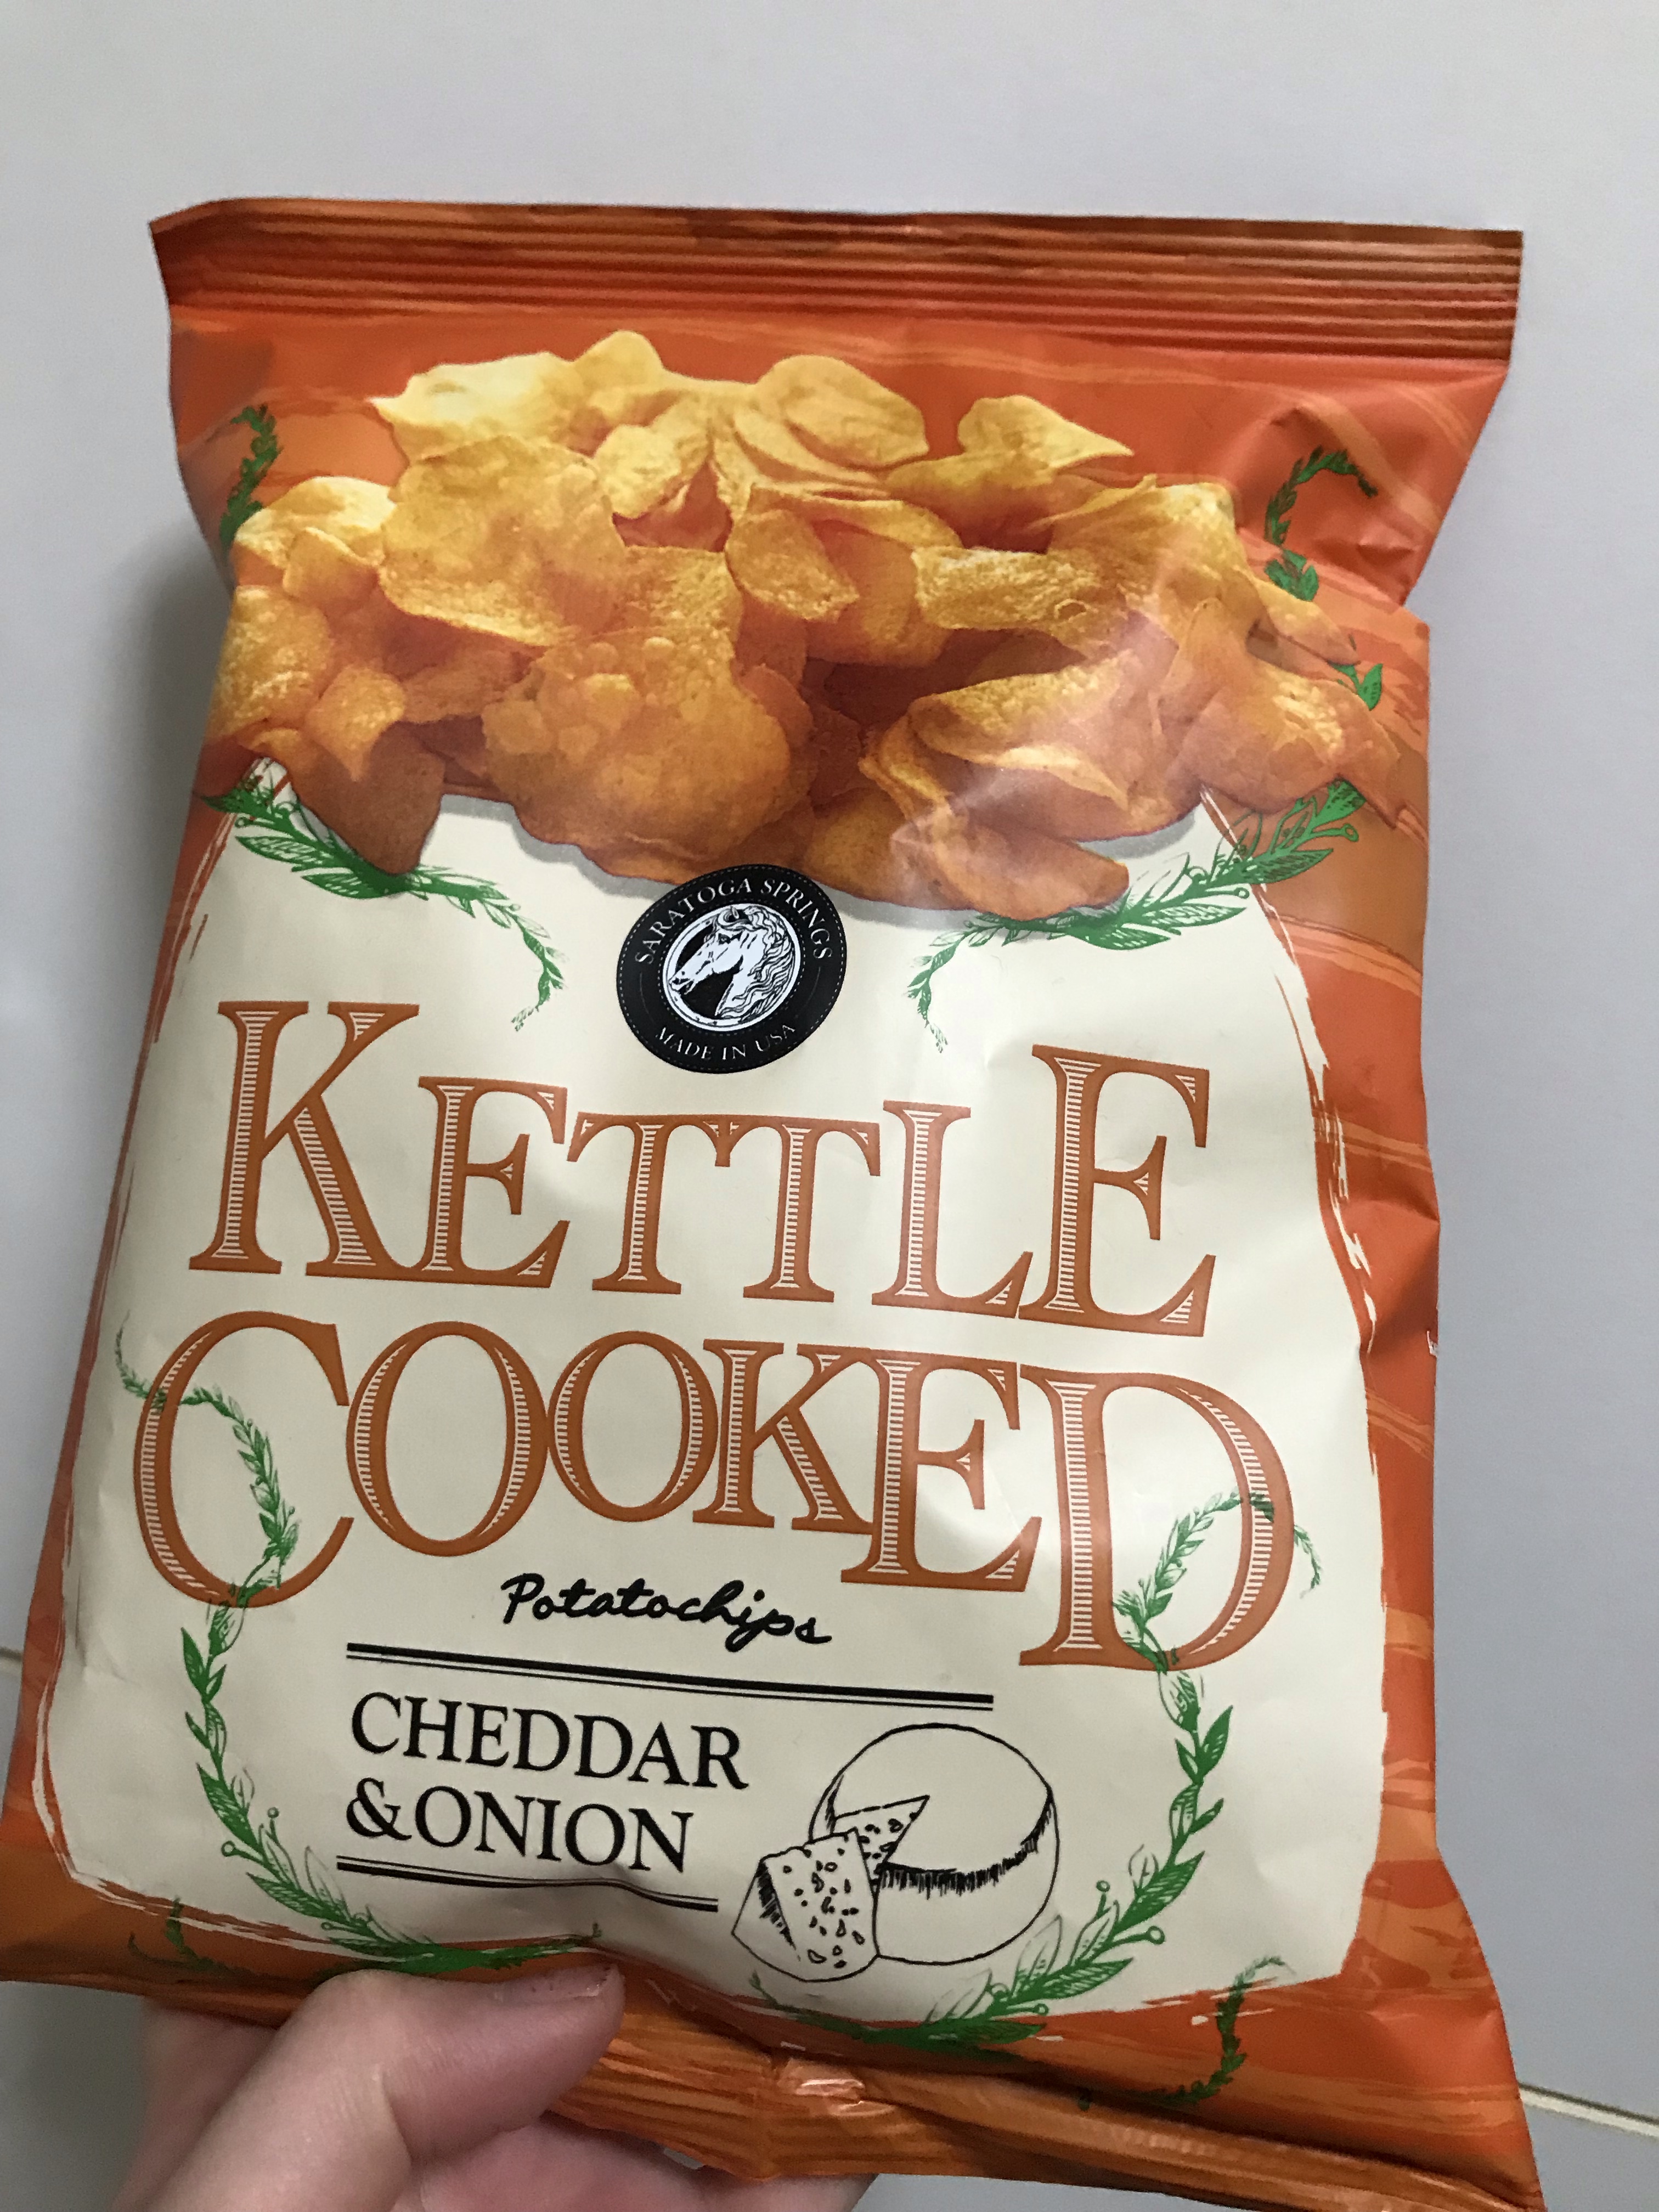 SARATOGA SPRINGS
MADE IN USA
KETTLE
COOKED
Potatochips
CHEDDAR
&ONION